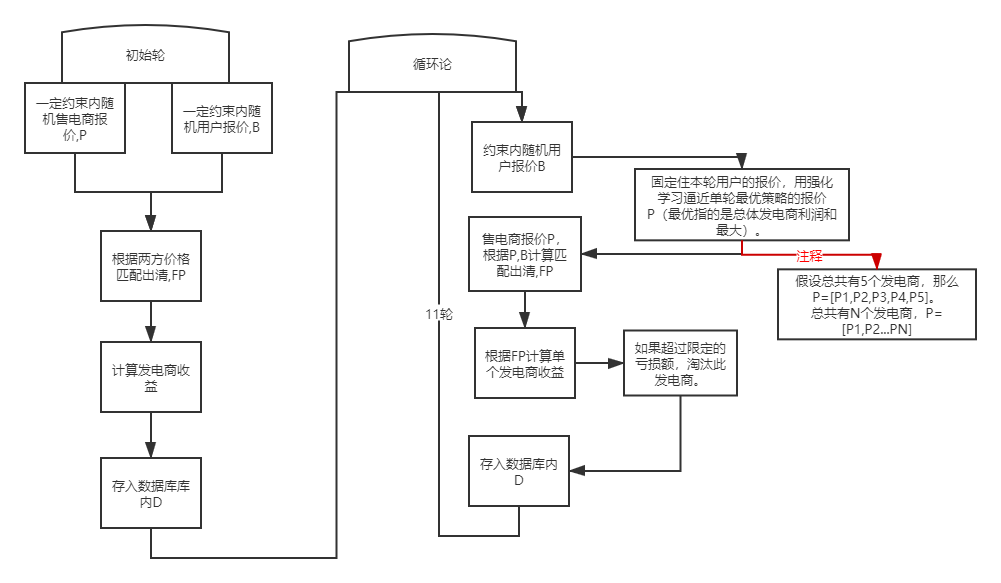 初始轮
一定约束内随
机售电商报
价,P
一定约束内随
机用户报价,B
根据两方价格
匹配出清,FP
计算发电商收
益
存入数据库库
内D
循环论
约束内随机用
户报价B
固定住本轮用户的报价，用强化
学习逼近单轮最优策略的报价
P（最优指的是总体发电商利润和
最大）。
注释
假设总共有5个发电商，那么
P=[P1,P2,P3,P4,P5]。
总共有N个发电商，P=
[P1,P2...PN]
售电商报价P，
根据P,B计算匹
配出清,FP
11轮
根据FP计算单
个发电商收益
如果超过限定的
亏损额，淘汰此
发电商。
存入数据库内
D